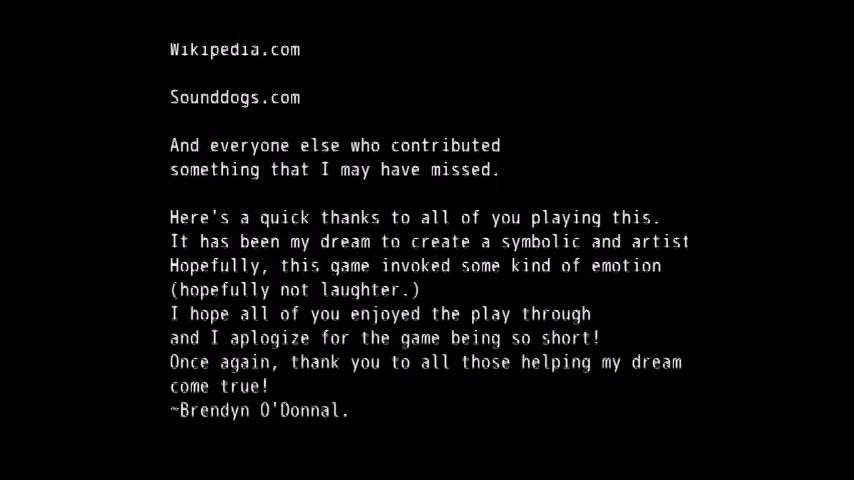 Wikipedia.com
Sounddogs.com
And everyone else who contributed
something that I may have missed.
Here's a quick thanks to all of you playing this.
It has been my dream to create a symbolic and artist
Hopefully, this game invoked some kind of emotion
(hopefully not laughter.)
I hope all of you enjoyed the play through
and I aplogize for the game being so short!
Once again, thank you to all those helping my dream
come true!
~Brendyn O'Donnal.